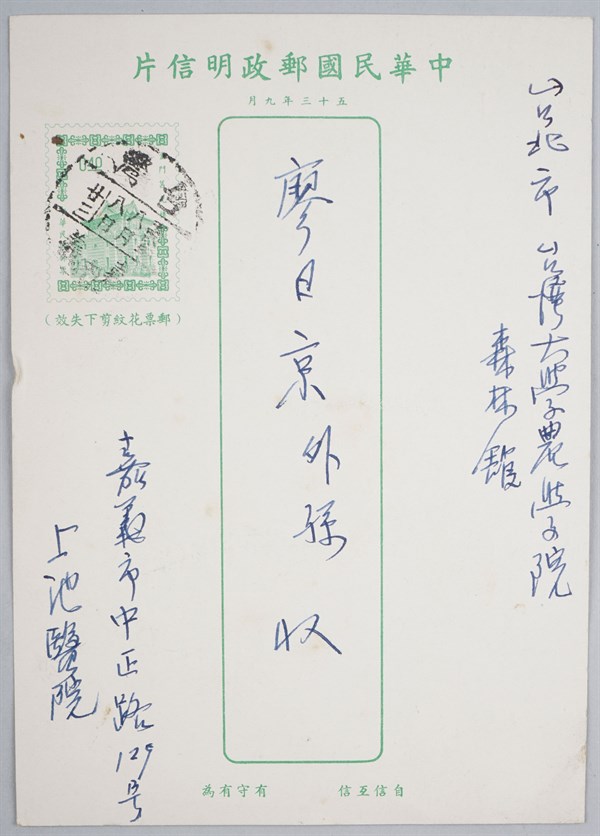 中華民國郵政明信片
五十三年九月
0.40
(郵票花紋剪下失效)
台北市台灣大學農學院
森林舘
廖日京外孫 收
嘉義市中正路129号
上池醫院
自信互信
有守有為